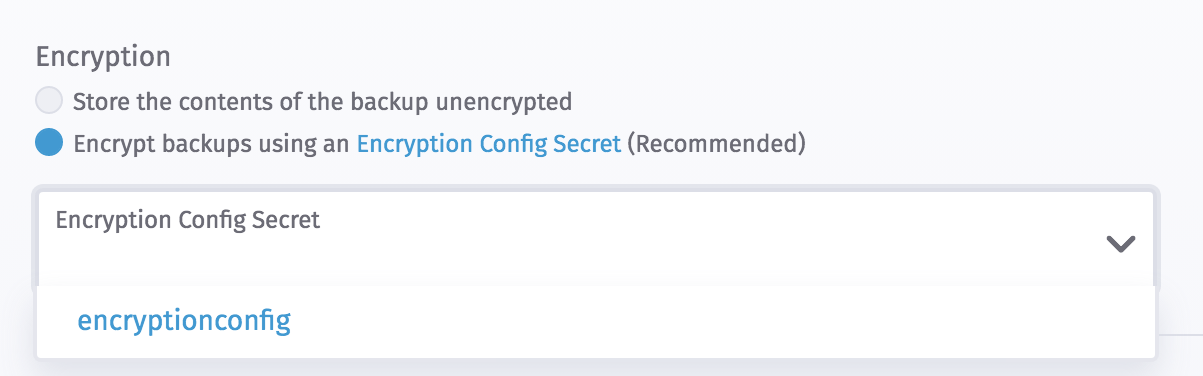 Encryption
Store the contents of the backup unencrypted
Encrypt backups using an Encryption Config Secret (Recommended)
Encryption Config Secret
encryptionconfig